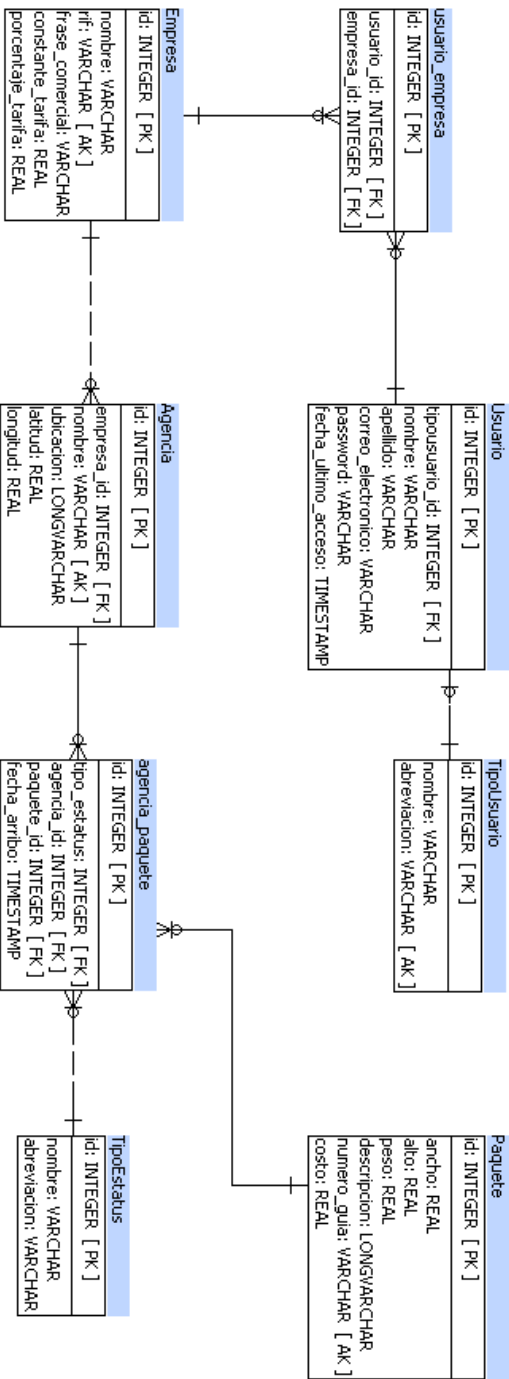 usuario_empresa
id: INTEGER [ PK ]
usuario_id: INTEGER [ FK ]
empresa_id: INTEGER [ FK ]
Usuario
id: INTEGER [ PK ]
tipousuario_id: INTEGER [ FK ]
nombre: VARCHAR
apellido: VARCHAR
correo_electronico: VARCHAR
password: VARCHAR
fecha_ultimo_acceso: TIMESTAMP
TipoUsuario
id: INTEGER [ PK ]
nombre: VARCHAR
abreviacion: VARCHAR [ AK ]
Paquete
id: INTEGER [ PK ]
ancho: REAL
alto: REAL
peso: REAL
descripcion: LONGVARCHAR
numero_guia: VARCHAR [ AK ]
costo: REAL
Empresa
id: INTEGER [ PK ]
nombre: VARCHAR
rif: VARCHAR [ AK ]
frase_comercial: VARCHAR
constante_tarifa: REAL
porcentaje_tarifa: REAL
Agencia
id: INTEGER [ PK ]
empresa_id: INTEGER [ FK ]
nombre: VARCHAR [ AK ]
ubicacion: LONGVARCHAR
latitud: REAL
longitud: REAL
agencia_paquete
id: INTEGER [ PK ]
tipo_estatus: INTEGER [ FK ]
agencia_id: INTEGER [ FK ]
paquete_id: INTEGER [ FK ]
fecha_arribo: TIMESTAMP
TipoEstatus
id: INTEGER [ PK ]
nombre: VARCHAR
abreviacion: VARCHAR